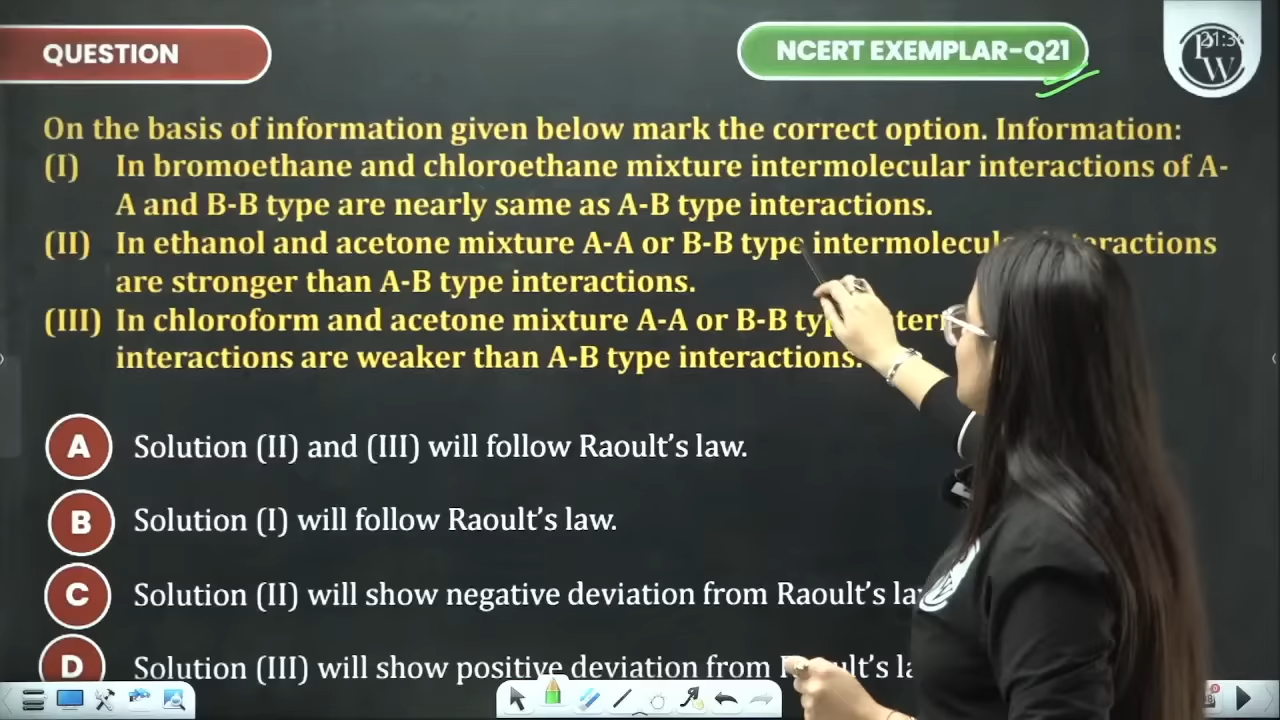 QUESTION
NCERT EXEMPLAR-Q21
PW
On the basis of information given below mark the correct option. Information:
(I) In bromoethane and chloroethane mixture intermolecular interactions of A-
A and B-B type are nearly same as A-B type interactions.
(II) In ethanol and acetone mixture A-A or B-B type
are stronger than A-B type interactions.
(III) In chloroform and acetone mixture A-A or B-B
interactions are weaker than A-B type interactions.
A Solution (II) and (III) will follow Raoult's law.
B Solution (I) will follow Raoult's law.
C Solution (II) will show negative deviation from Raoult's
D Solution (III) will show positive deviation from